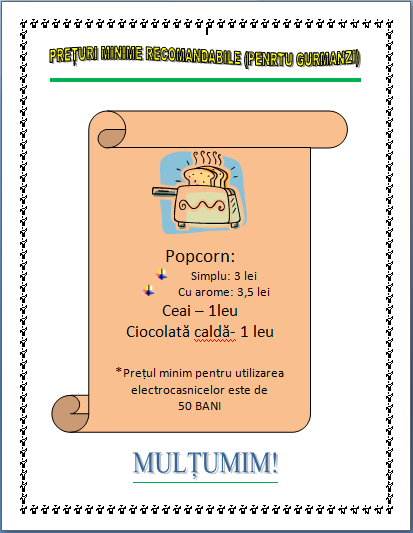 PREȚURI MINIME RECOMANDABILE (PENRTU GURMANZI)
Popcorn:
Simplu: 3 lei
Cu arome: 3,5 lei
Ceai – 1leu
Ciocolată caldă- 1 leu
*Prețul minim pentru utilizarea
electrocasnicelor este de
50 BANI
MULȚUMIM!